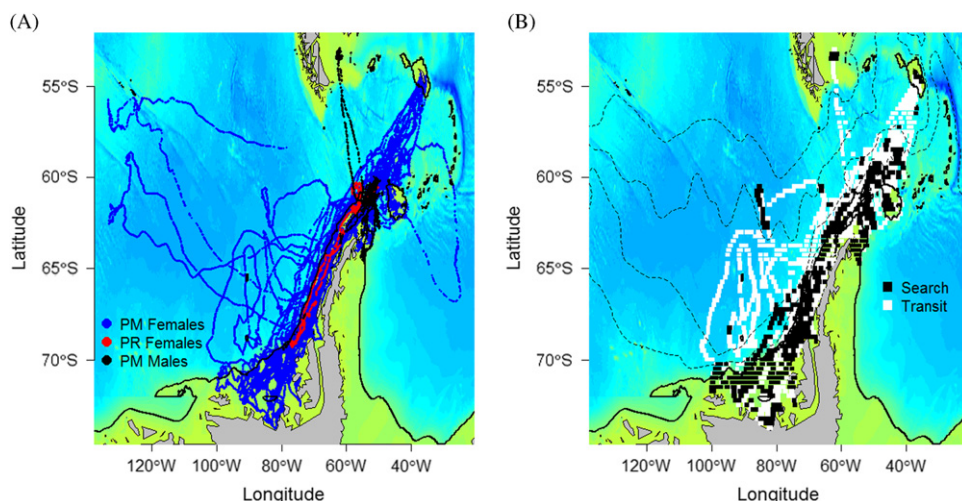 (A)
(B)
55°S
60°S
65°S
70°S
Latitude
PM Females
PR Females
PM Males
120°W
100°W
80°W
60°W
40°W
Longitude
55°S
60°S
65°S
70°S
Latitude
Search
Transit
120°W
100°W
80°W
60°W
40°W
Longitude